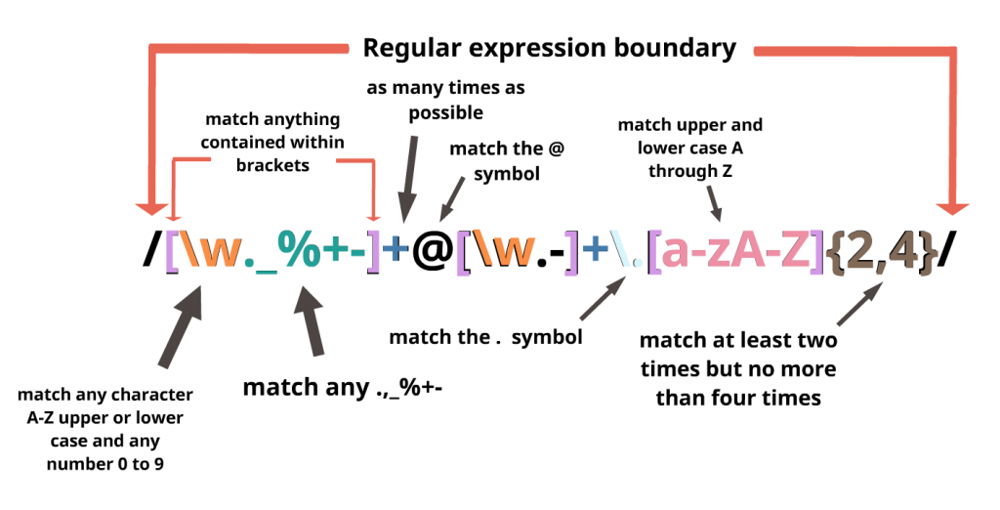 Regular expression boundary
as many times as
possible
match anything
contained within
brackets
match the @
symbol
match upper and
lower case A
through Z
/[\w._%+-]+@[\w.-]+\.[a-zA-Z]{2,4}/
match the . symbol
match at least two
times but no more
than four times
match any character
A-Z upper or lower
case and any
number 0 to 9
match any .,_%+-